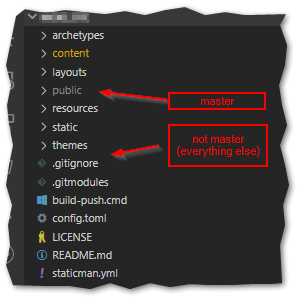 archetypes
content
layouts
public
master
resources
static
not master
(everything else)
themes
.gitignore
.gitmodules
build-push.cmd
config.toml
LICENSE
README.md
staticman.yml